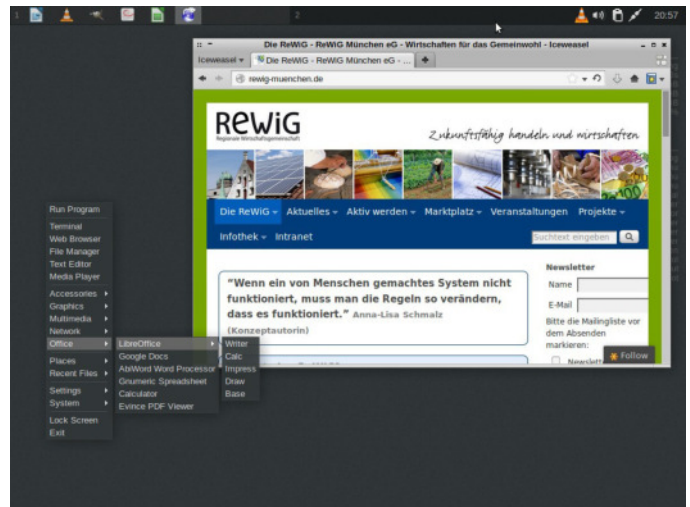 1
2
20:57
Die ReWiG - ReWiG München eG - Wirtschaften für das Gemeinwohl - Iceweasel
Iceweasel
Die ReWiG - ReWiG München eG - ...
rewig-muenchen.de
ReWiG
Regionale Wirtschaftsgemeinschaft
Zukunftsfähig handeln und wirtschaften
100
Die ReWiG
Aktuelles
Aktiv werden
Marktplatz
Veranstaltungen
Projekte
Infothek
Intranet
Suchtext eingeben
"Wenn ein von Menschen gemachtes System nicht
funktioniert, muss man die Regeln so verändern,
dass es funktioniert." Anna-Lisa Schmalz
(Konzeptautorin)
Newsletter
Name
E-Mail
Bitte die Mailingliste vor
dem Absenden
markieren:
Follow
Run Program
Terminal
Web Browser
File Manager
Text Editor
Media Player
Accessories
Graphics
Multimedia
Network
Office
Places
Recent Files
Settings
System
Lock Screen
Exit
LibreOffice
Google Docs
AbiWord Word Processor
Gnumeric Spreadsheet
Calculator
Evince PDF Viewer
Writer
Calc
Impress
Draw
Base